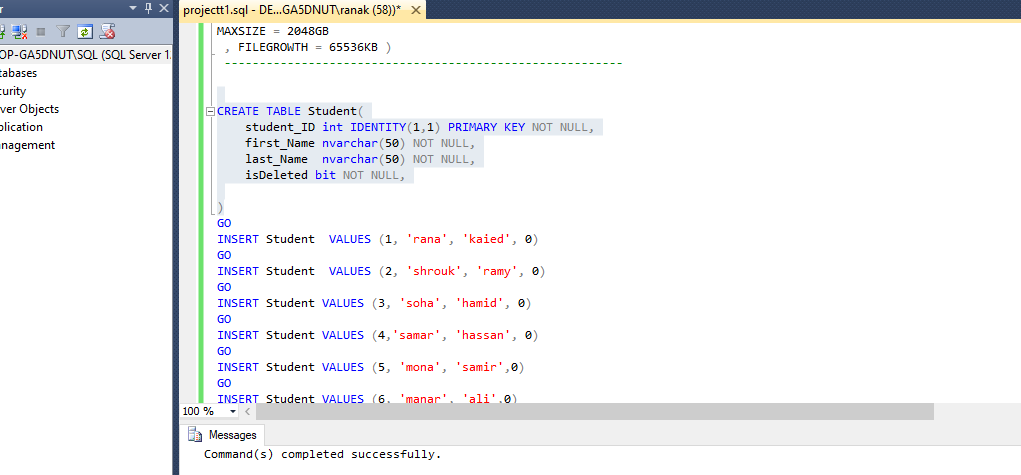 projectt1.sql - DE...GA5DNUT\ranak (58))*
OP-GA5DNUT\SQL (SQL Server 1
tabases
curity
ver Objects
plication
nagement
MAXSIZE = 2048GB
, FILEGROWTH = 65536KB )
----------------------------------------------------------
CREATE TABLE Student(
student_ID int IDENTITY(1,1) PRIMARY KEY NOT NULL,
first_Name nvarchar(50) NOT NULL,
last_Name  nvarchar(50) NOT NULL,
isDeleted bit NOT NULL,
)
GO
INSERT Student  VALUES (1, 'rana', 'kaied', 0)
GO
INSERT Student  VALUES (2, 'shrouk', 'ramy', 0)
GO
INSERT Student VALUES (3, 'soha', 'hamid', 0)
GO
INSERT Student VALUES (4,'samar', 'hassan', 0)
GO
INSERT Student VALUES (5, 'mona', 'samir',0)
GO
INSERT Student VALUES (6, 'manar', 'ali',0)
100 %
Messages
Command(s) completed successfully.